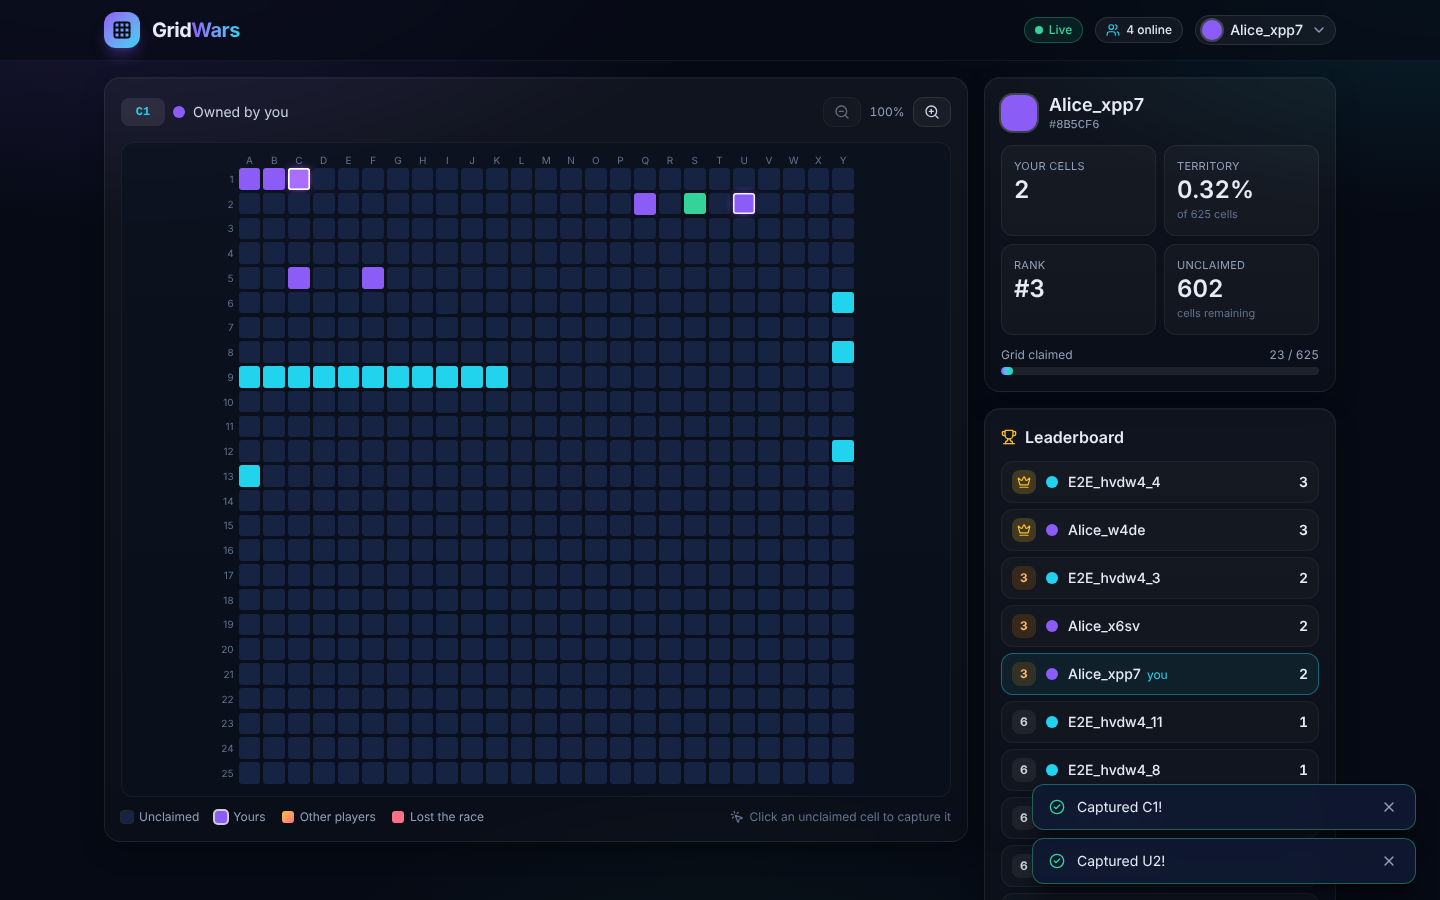 GridWars
Live
4 online
Alice_xpp7
C1
Owned by you
100%
A B C D E F G H I J K L M N O P Q R S T U V W X Y
1
2
3
4
5
6
7
8
9
10
11
12
13
14
15
16
17
18
19
20
21
22
23
24
25
Unclaimed
Yours
Other players
Lost the race
Click an unclaimed cell to capture it
Alice_xpp7
#8B5CF6
YOUR CELLS
2
TERRITORY
0.32%
of 625 cells
RANK
#3
UNCLAIMED
602
cells remaining
Grid claimed 23 / 625
Leaderboard
E2E_hvdw4_4 3
Alice_w4de 3
3 E2E_hvdw4_3 2
3 Alice_x6sv 2
3 Alice_xpp7 you 2
6 E2E_hvdw4_11 1
6 E2E_hvdw4_8 1
6
6
Captured C1!
Captured U2!